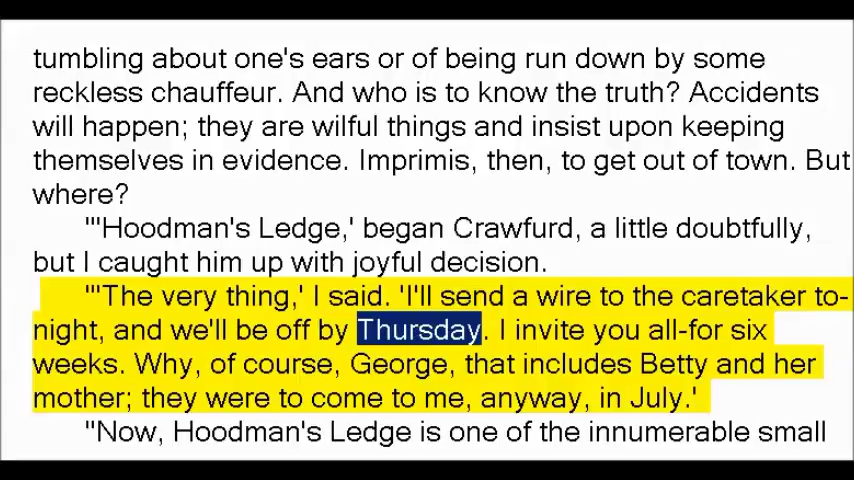 tumbling about one's ears or of being run down by some
reckless chauffeur. And who is to know the truth? Accidents
will happen; they are wilful things and insist upon keeping
themselves in evidence. Imprimis, then, to get out of town. But
where?
"'Hoodman's Ledge,' began Crawfurd, a little doubtfully,
but I caught him up with joyful decision.
"'The very thing,' I said. 'I'll send a wire to the caretaker to-
night, and we'll be off by Thursday. I invite you all-for six
weeks. Why, of course, George, that includes Betty and her
mother; they were to come to me, anyway, in July.'
"Now, Hoodman's Ledge is one of the innumerable small